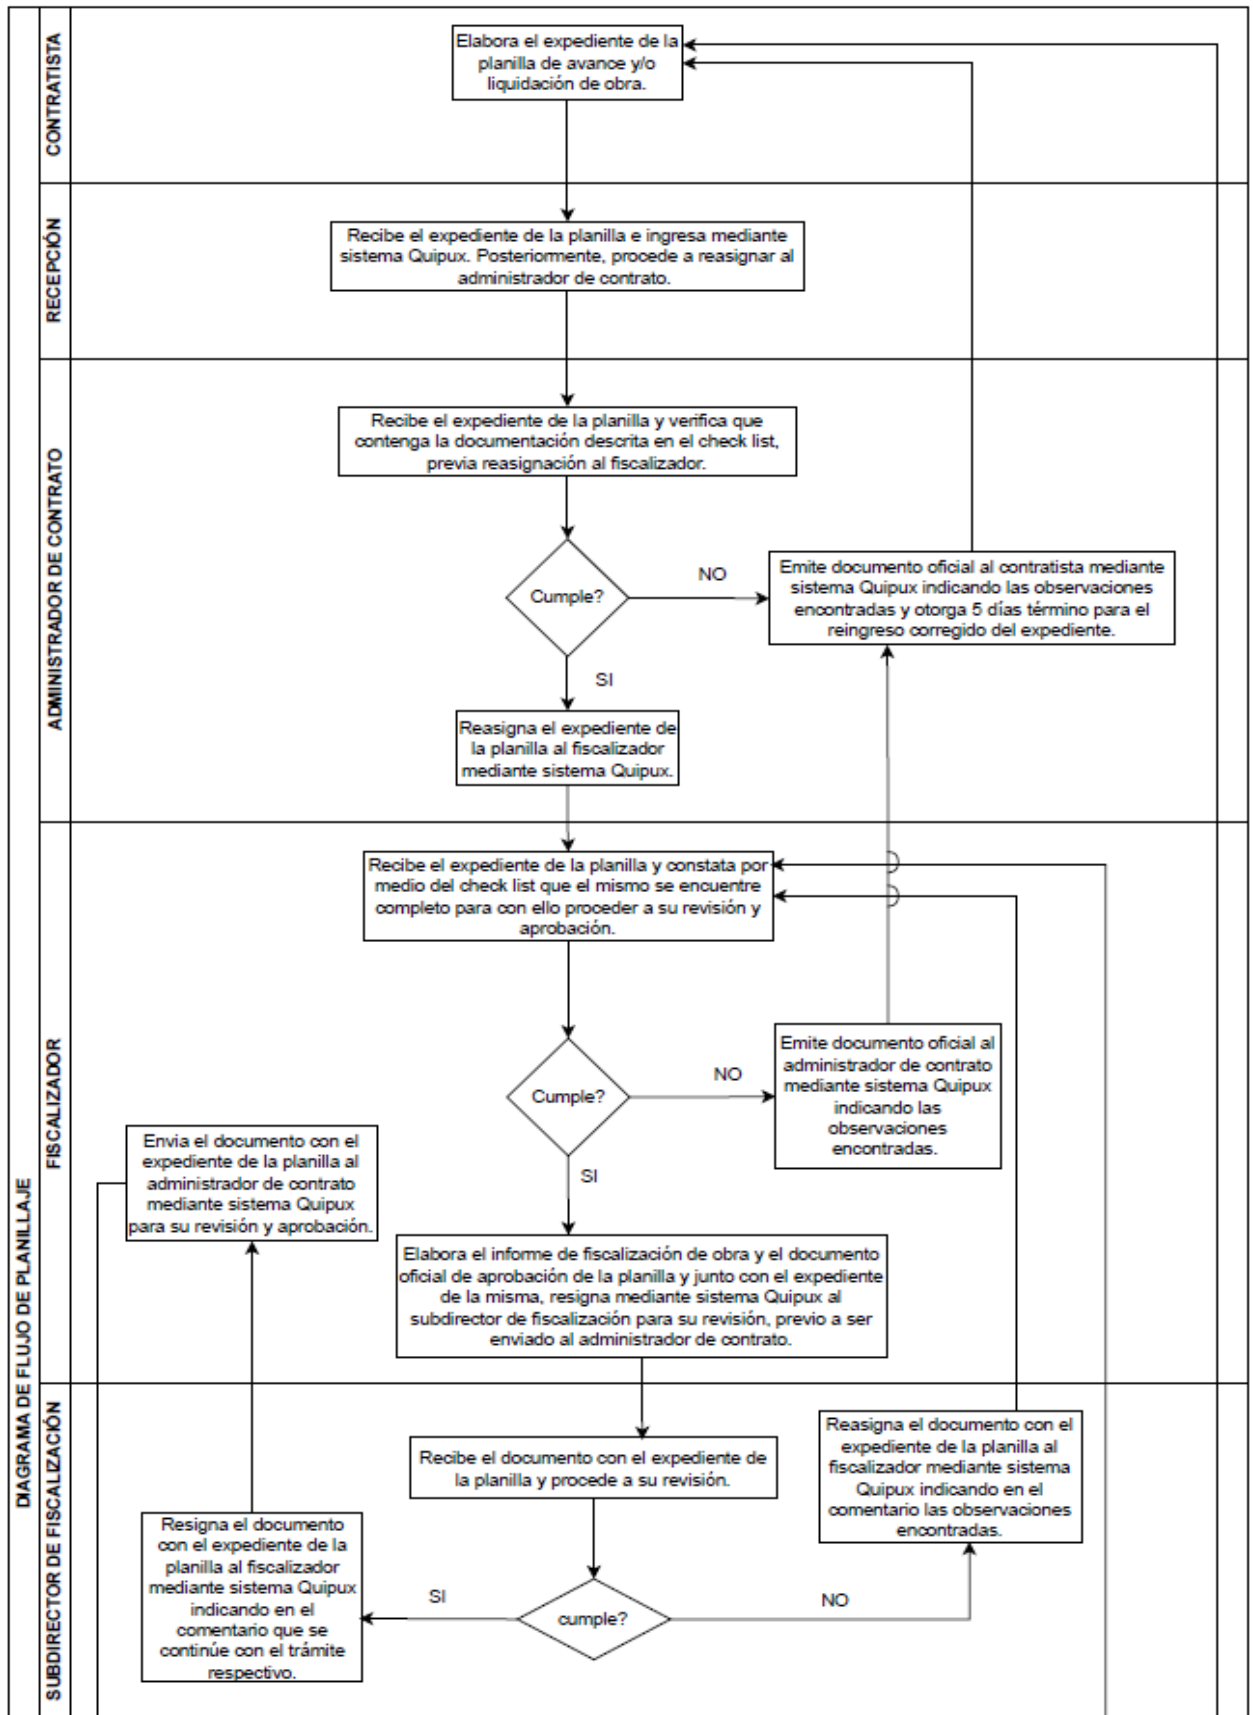 DIAGRAMA DE FLUJO DE PLANILLAJE
CONTRATISTA
Elabora el expediente de la
planilla de avance y/o
liquidación de obra.
RECEPCIÓN
Recibe el expediente de la planilla e ingresa mediante
sistema Quipux. Posteriormente, procede a reasignar al
administrador de contrato.
ADMINISTRADOR DE CONTRATO
Recibe el expediente de la planilla y verifica que
contenga la documentación descrita en el check list,
previa reasignación al fiscalizador.
Cumple?
NO
Emite documento oficial al contratista mediante
sistema Quipux indicando las observaciones
encontradas y otorga 5 días término para el
reingreso corregido del expediente.
SI
Reasigna el expediente de
la planilla al fiscalizador
mediante sistema Quipux.
FISCALIZADOR
Recibe el expediente de la planilla y constata por
medio del check list que el mismo se encuentre
completo para con ello proceder a su revisión y
aprobación.
Cumple?
NO
Emite documento oficial al
administrador de contrato
mediante sistema Quipux
indicando las
observaciones
encontradas.
SI
Envia el documento con el
expediente de la planilla al
administrador de contrato
mediante sistema Quipux
para su revisión y aprobación.
Elabora el informe de fiscalización de obra y el documento
oficial de aprobación de la planilla y junto con el expediente
de la misma, resigna mediante sistema Quipux al
subdirector de fiscalización para su revisión, previo a ser
enviado al administrador de contrato.
SUBDIRECTOR DE FISCALIZACIÓN
Recibe el documento con el expediente de
la planilla y procede a su revisión.
Reasigna el documento con el
expediente de la planilla al
fiscalizador mediante sistema
Quipux indicando en el
comentario las observaciones
encontradas.
Resigna el documento
con el expediente de la
planilla al fiscalizador
mediante sistema Quipux
indicando en el
comentario que se
continúe con el trámite
respectivo.
SI
cumple?
NO